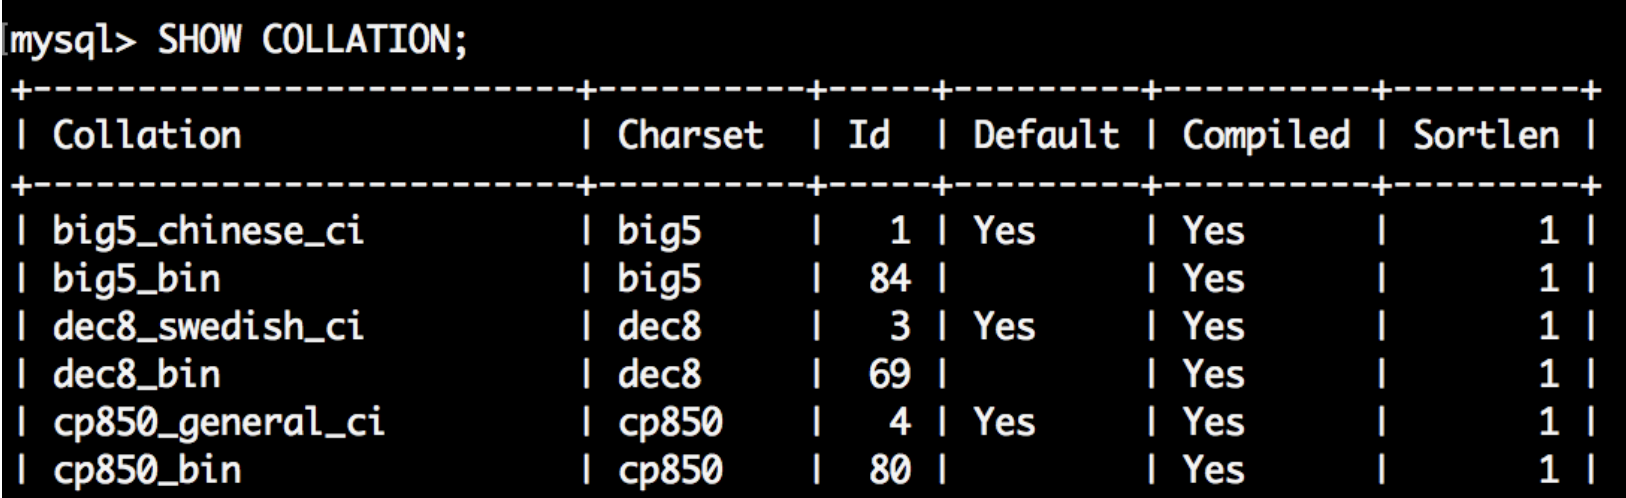 mysql> SHOW COLLATION;
+--------------------------+----------+-----+---------+----------+---------+
| Collation                | Charset  | Id  | Default | Compiled | Sortlen |
+--------------------------+----------+-----+---------+----------+---------+
| big5_chinese_ci          | big5     |   1 | Yes     | Yes      |       1 |
| big5_bin                 | big5     |  84 |         | Yes      |       1 |
| dec8_swedish_ci          | dec8     |   3 | Yes     | Yes      |       1 |
| dec8_bin                 | dec8     |  69 |         | Yes      |       1 |
| cp850_general_ci         | cp850    |   4 | Yes     | Yes      |       1 |
| cp850_bin                | cp850    |  80 |         | Yes      |       1 |